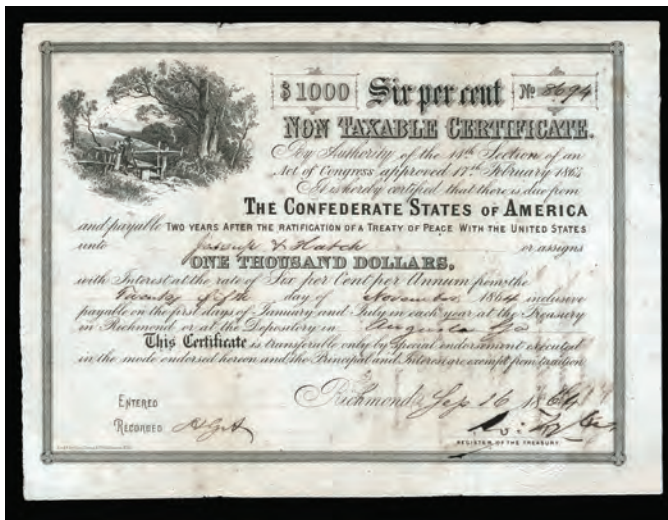 $1000 Six per cent No 8694
NON TAXABLE CERTIFICATE.
By Authority of the 14th Section of an
Act of Congress approved 17th February 1864
It is hereby certified that there is due from
THE CONFEDERATE STATES OF AMERICA
and payable TWO YEARS AFTER THE RATIFICATION OF A TREATY OF PEACE WITH THE UNITED STATES
unto Jessup & Hatch or assigns
ONE THOUSAND DOLLARS,
with Interest at the rate of Six per Cent per Annum from the
Twenty fifth day of November 1864 inclusive
payable on the first days of January and July in each year at the Treasury
in Richmond or at the Depository in Augusta Ga
This Certificate is transferable only by Special endorsement executed
in the mode endorsed hereon and the Principal and Interest are exempt from taxation
Richmond Sep 26 1864
ENTERED
RECORDED
REGISTER OF THE TREASURY